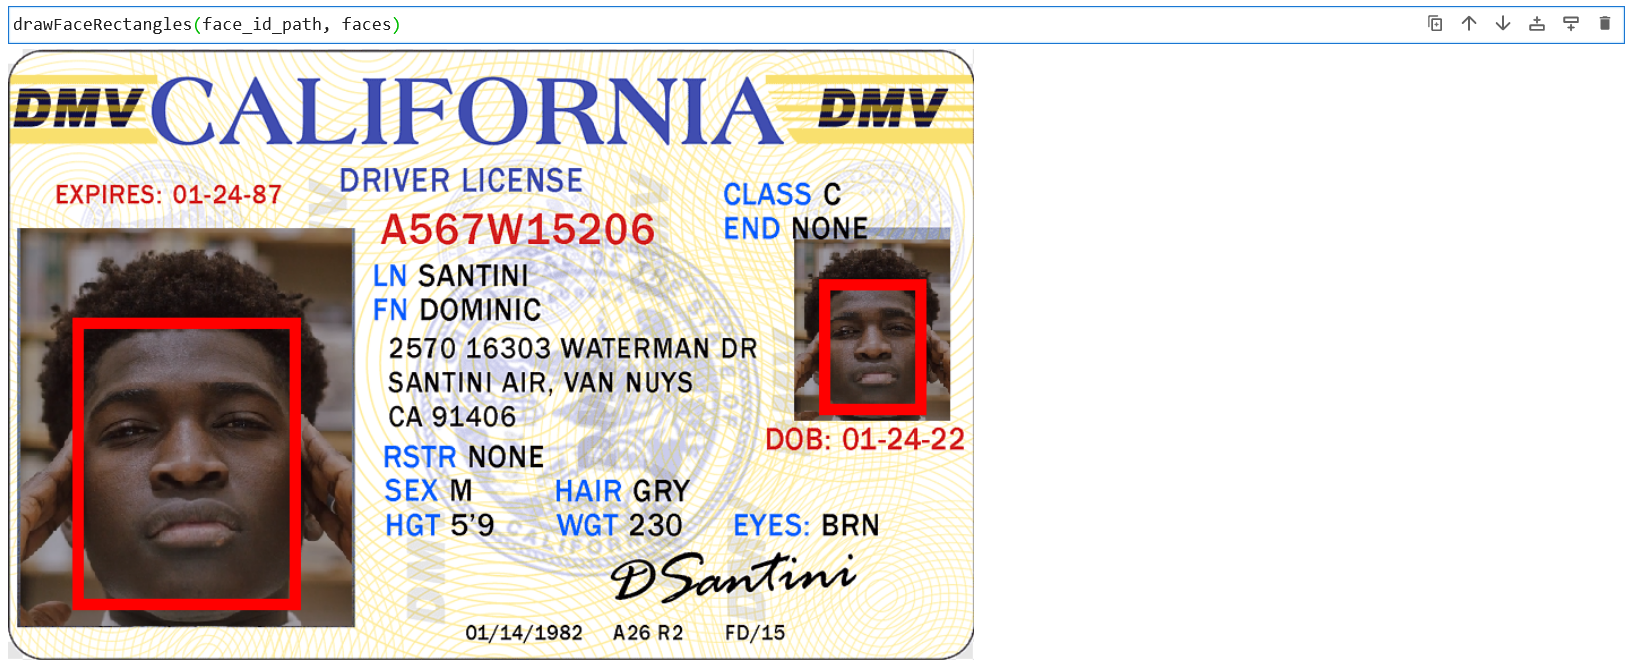 drawFaceRectangles(face_id_path, faces)
DMV CALIFORNIA DMV
DRIVER LICENSE
EXPIRES: 01-24-87
CLASS C
A567W15206
END NONE
LN SANTINI
FN DOMINIC
2570 16303 WATERMAN DR
SANTINI AIR, VAN NUYS
CA 91406
DOB: 01-24-22
RSTR NONE
SEX M HAIR GRY
HGT 5'9 WGT 230 EYES: BRN
DSantini
01/14/1982 A26 R2 FD/15